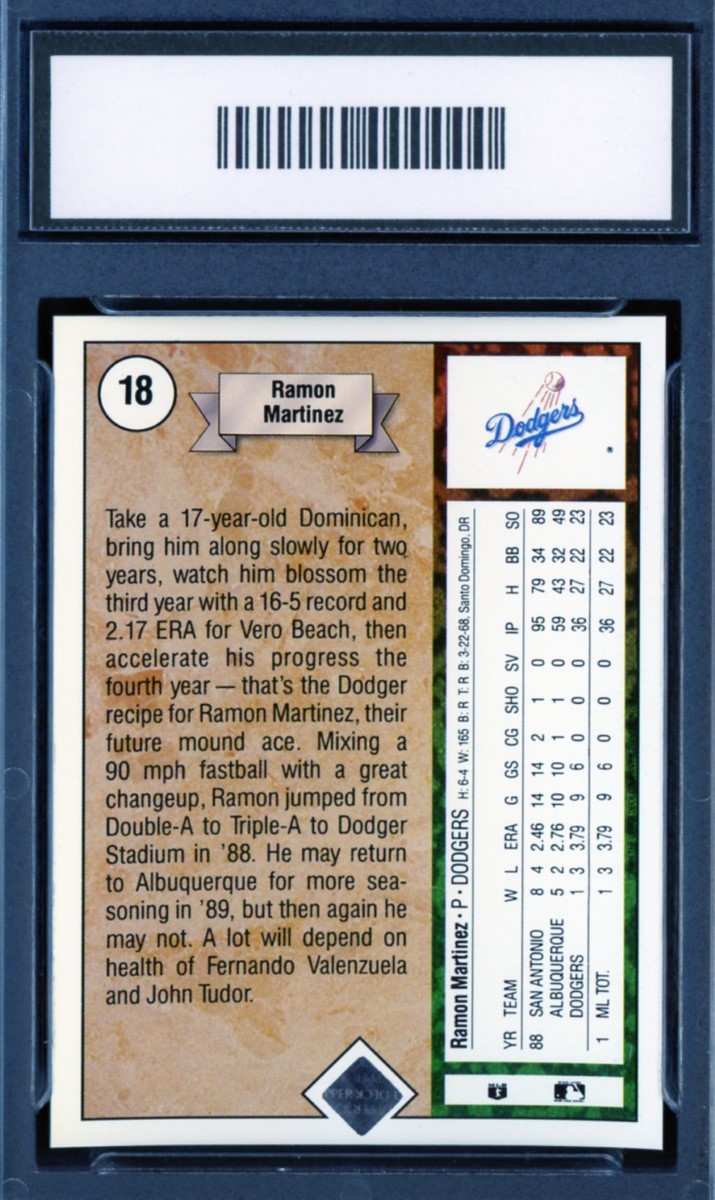 18
Ramon
Martinez
Take a 17-year-old Dominican,
bring him along slowly for two
years, watch him blossom the
third year with a 16-5 record and
2.17 ERA for Vero Beach, then
accelerate his progress the
fourth year — that's the Dodger
recipe for Ramon Martinez, their
future mound ace. Mixing a
90 mph fastball with a great
changeup, Ramon jumped from
Double-A to Triple-A to Dodger
Stadium in '88. He may return
to Albuquerque for more sea-
soning in '89, but then again he
may not. A lot will depend on
health of Fernando Valenzuela
and John Tudor.
Dodgers
®
Ramon Martinez • P • DODGERS H: 6-4 W: 165 B: R T: R B: 3-22-68, Santo Domingo, DR
YR TEAM W L ERA G GS CG SHO SV IP H BB SO
88 SAN ANTONIO 8 4 2.46 14 14 2 1 0 95 79 34 89
ALBUQUERQUE 5 2 2.76 10 10 1 1 0 59 43 32 49
DODGERS 1 3 3.79 9 6 0 0 0 36 27 22 23
1 ML TOT. 1 3 3.79 9 6 0 0 0 36 27 22 23